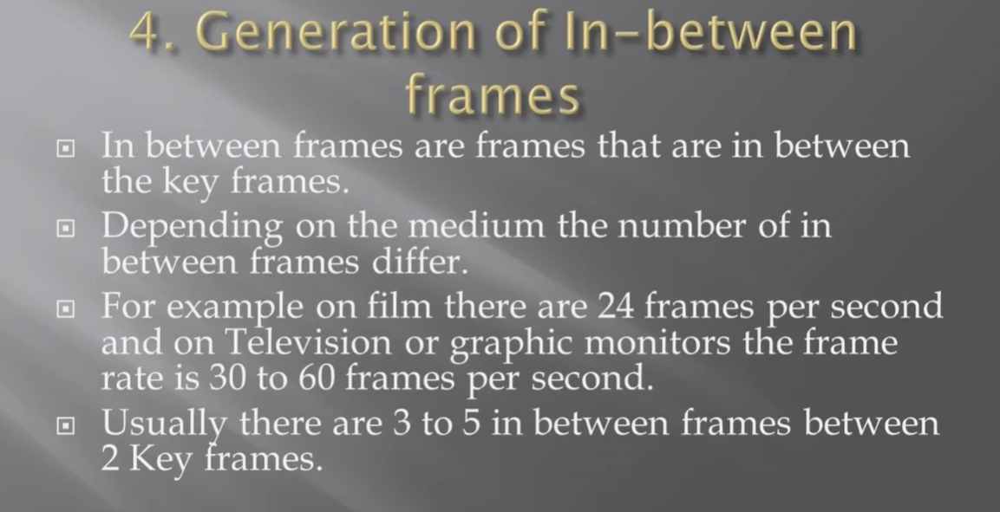 4. Generation of In-between
frames
In between frames are frames that are in between
the key frames.
Depending on the medium the number of in
between frames differ.
For example on film there are 24 frames per second
and on Television or graphic monitors the frame
rate is 30 to 60 frames per second.
Usually there are 3 to 5 in between frames between
2 Key frames.